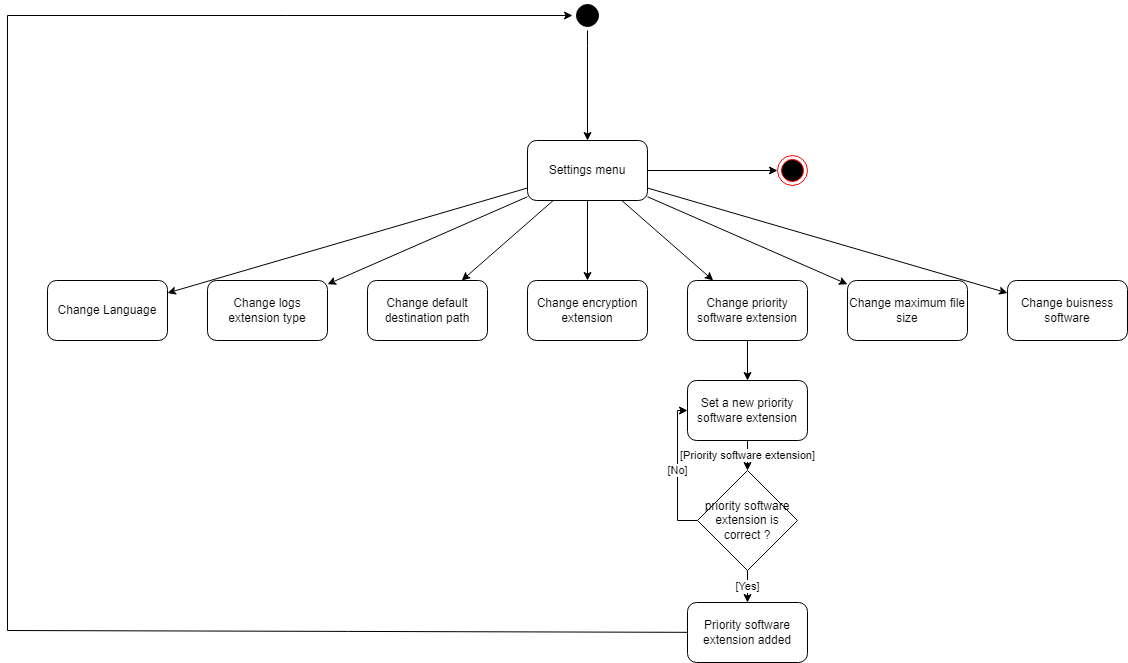 Settings menu
Change Language
Change logs
extension type
Change default
destination path
Change encryption
extension
Change priority
software extension
Change maximum file
size
Change buisness
software
Set a new priority
software extension
[Priority software extension]
[No]
priority software
extension is
correct ?
[Yes]
Priority software
extension added